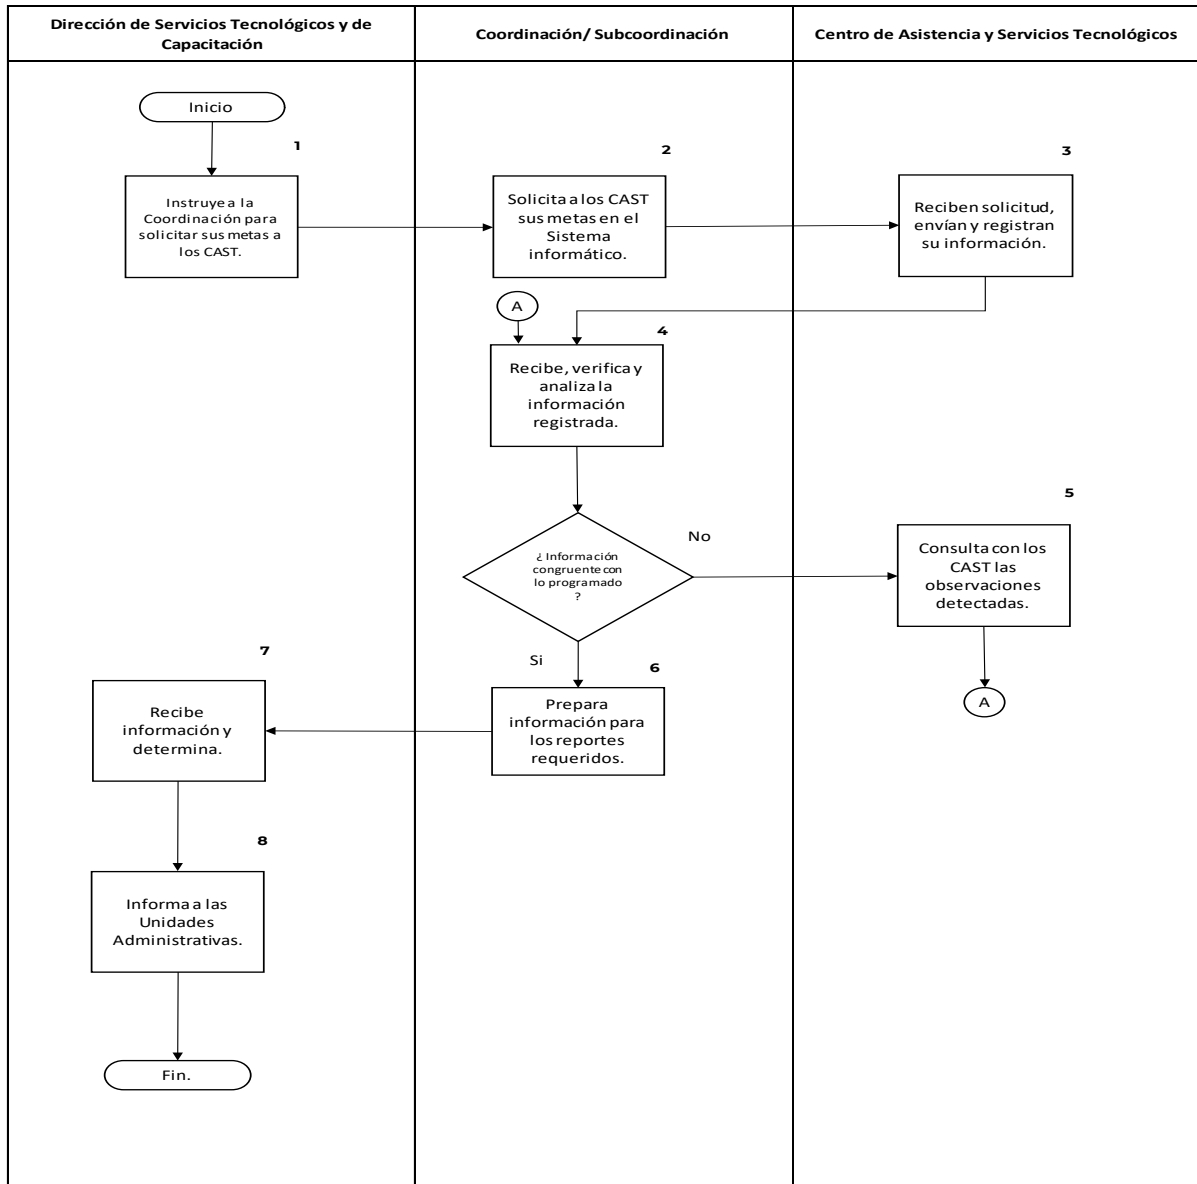 Dirección de Servicios Tecnológicos y de
Capacitación
Coordinación/ Subcoordinación
Centro de Asistencia y Servicios Tecnológicos
Inicio
1
Instruye a la
Coordinación para
solicitar sus metas a
los CAST.
2
Solicita a los CAST
sus metas en el
Sistema
informático.
3
Reciben solicitud,
envían y registran
su información.
A
4
Recibe, verifica y
analiza la
información
registrada.
¿ Información
congruente con
lo programado
?
No
5
Consulta con los
CAST las
observaciones
detectadas.
A
Si
6
Prepara
información para
los reportes
requeridos.
7
Recibe
información y
determina.
8
Informa a las
Unidades
Administrativas.
Fin.